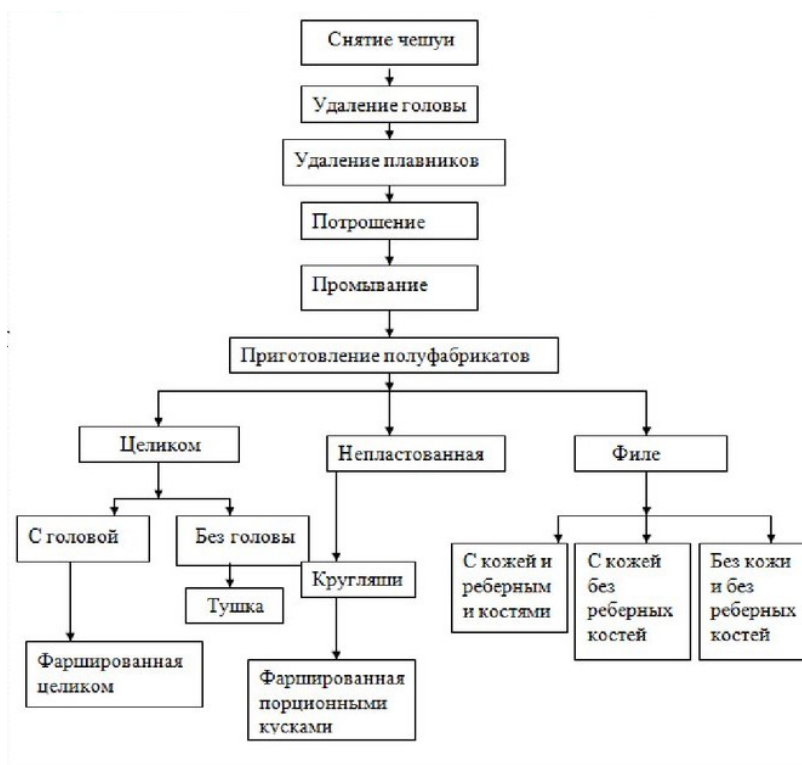 Снятие чешуи
Удаление головы
Удаление плавников
Потрошение
Промывание
Приготовление полуфабрикатов
Целиком
Непластованная
Филе
С головой
Без головы
Тушка
Кругляши
С кожей и
реберным
и костями
С кожей
без
реберных
костей
Без кожи
и без
реберных
костей
Фаршированная
целиком
Фаршированная
порционными
кусками